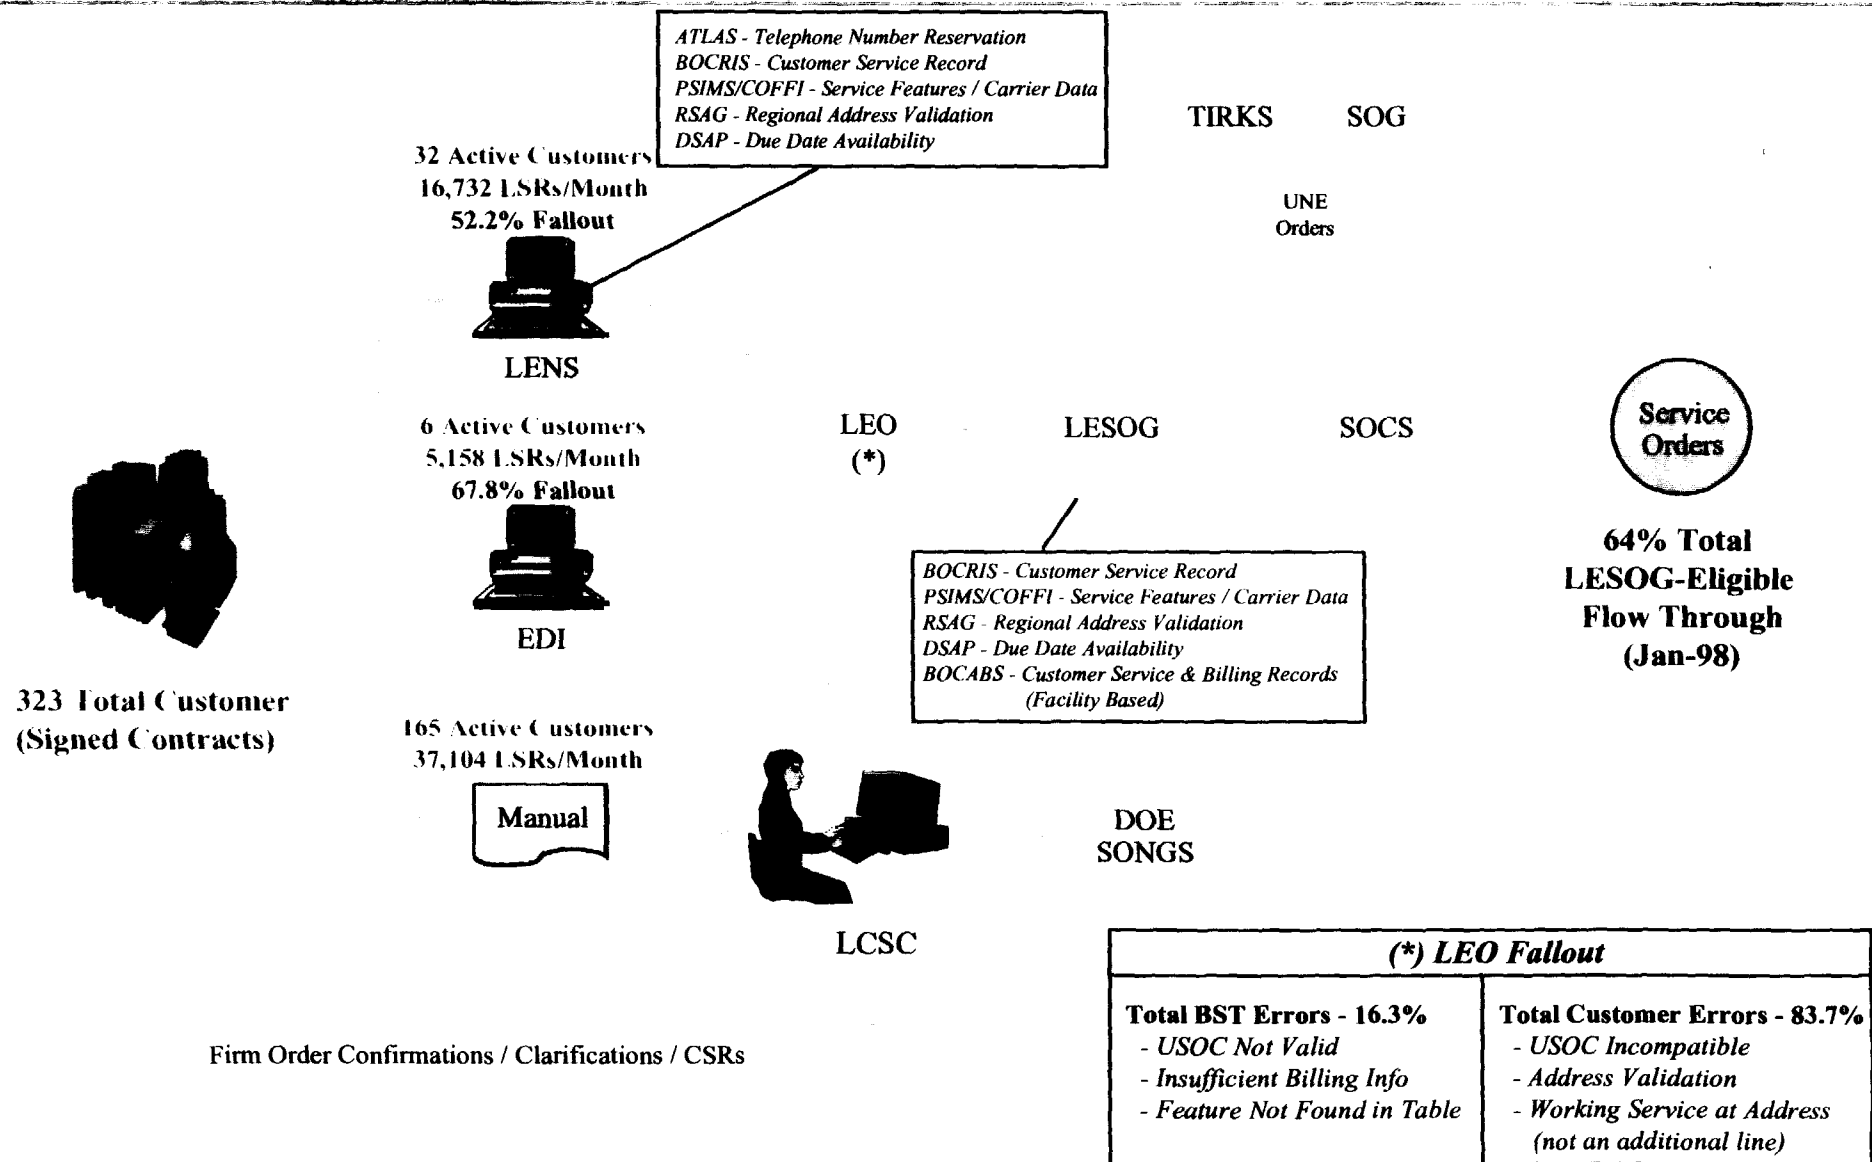 ATLAS - Telephone Number Reservation
BOCRIS - Customer Service Record
PSIMS/COFFI - Service Features / Carrier Data
RSAG - Regional Address Validation
DSAP - Due Date Availability
TIRKS
SOG
32 Active Customers
16,732 LSRs/Month
52.2% Fallout
UNE
Orders
LENS
6 Active Customers
5,158 LSRs/Month
67.8% Fallout
LEO
(*)
LESOG
SOCS
Service
Orders
EDI
64% Total
LESOG-Eligible
Flow Through
(Jan-98)
BOCRIS - Customer Service Record
PSIMS/COFFI - Service Features / Carrier Data
RSAG - Regional Address Validation
DSAP - Due Date Availability
BOCABS - Customer Service & Billing Records
(Facility Based)
323 Total Customer
(Signed Contracts)
165 Active Customers
37,104 LSRs/Month
Manual
DOE
SONGS
LCSC
(*) LEO Fallout
Total BST Errors - 16.3%
- USOC Not Valid
- Insufficient Billing Info
- Feature Not Found in Table
Total Customer Errors - 83.7%
- USOC Incompatible
- Address Validation
- Working Service at Address
(not an additional line)
Firm Order Confirmations / Clarifications / CSRs